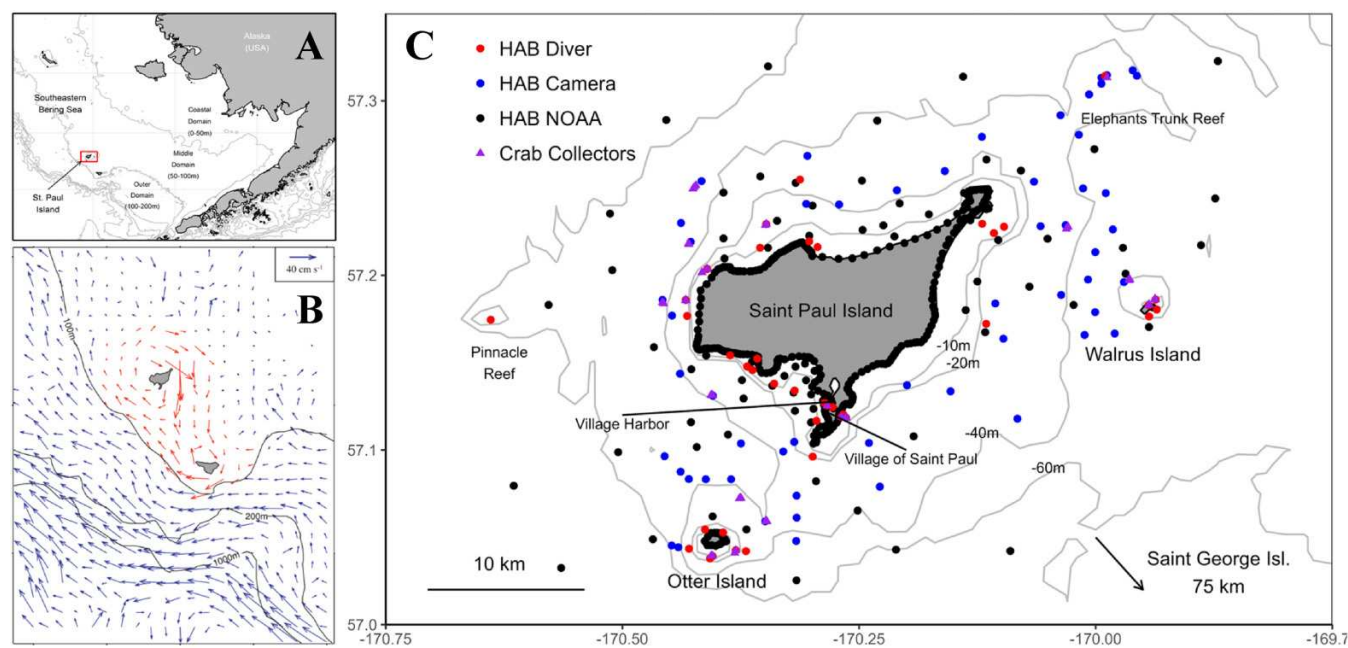 A
Alaska
(USA)
Southeastern
Bering Sea
Coastal
Domain
(0-50m)
Middle
Domain
(50-100m)
Outer
Domain
(100-200m)
St. Paul
Island
B
40 cm s⁻¹
100m
200m
1000m
C
HAB Diver
HAB Camera
HAB NOAA
Crab Collectors
Elephants Trunk Reef
Saint Paul Island
Pinnacle
Reef
Walrus Island
-10m
-20m
-40m
-60m
Village Harbor
Village of Saint Paul
Otter Island
10 km
Saint George Isl.
75 km
57.3
57.2
57.1
57.0
-170.75
-170.50
-170.25
-170.00
-169.7